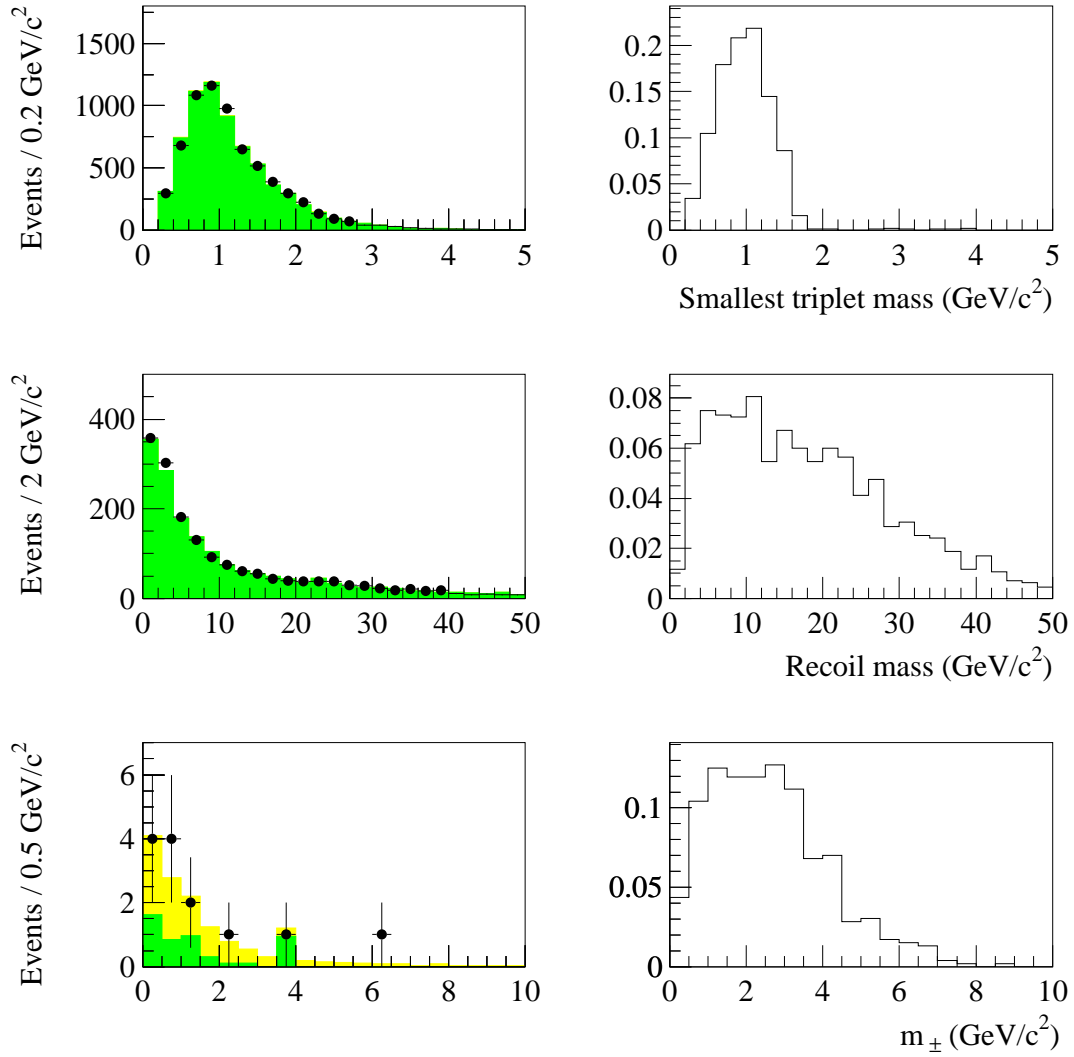 Events / 0.2 GeV/c²
1500
1000
500
0
0 1 2 3 4 5
0.2
0.15
0.1
0.05
0
0 1 2 3 4 5
Smallest triplet mass (GeV/c²)
Events / 2 GeV/c²
400
200
0
0 10 20 30 40 50
0.08
0.06
0.04
0.02
0
0 10 20 30 40 50
Recoil mass (GeV/c²)
Events / 0.5 GeV/c²
6
4
2
0
0 2 4 6 8 10
0.1
0.05
0
0 2 4 6 8 10
m± (GeV/c²)